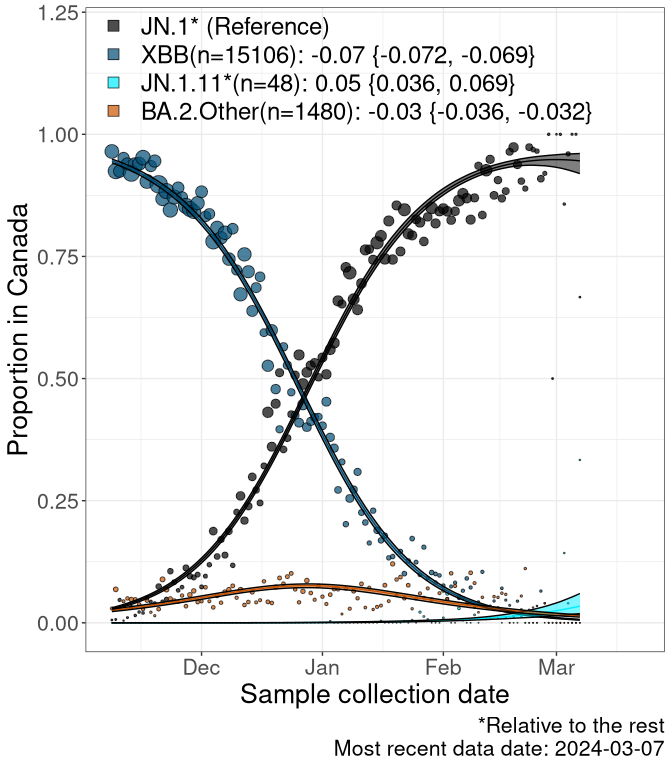 1.25
JN.1* (Reference)
XBB(n=15106): -0.07 {-0.072, -0.069}
JN.1.11*(n=48): 0.05 {0.036, 0.069}
BA.2.Other(n=1480): -0.03 {-0.036, -0.032}
1.00
0.75
0.50
0.25
0.00
Proportion in Canada
Dec Jan Feb Mar
Sample collection date
*Relative to the rest
Most recent data date: 2024-03-07